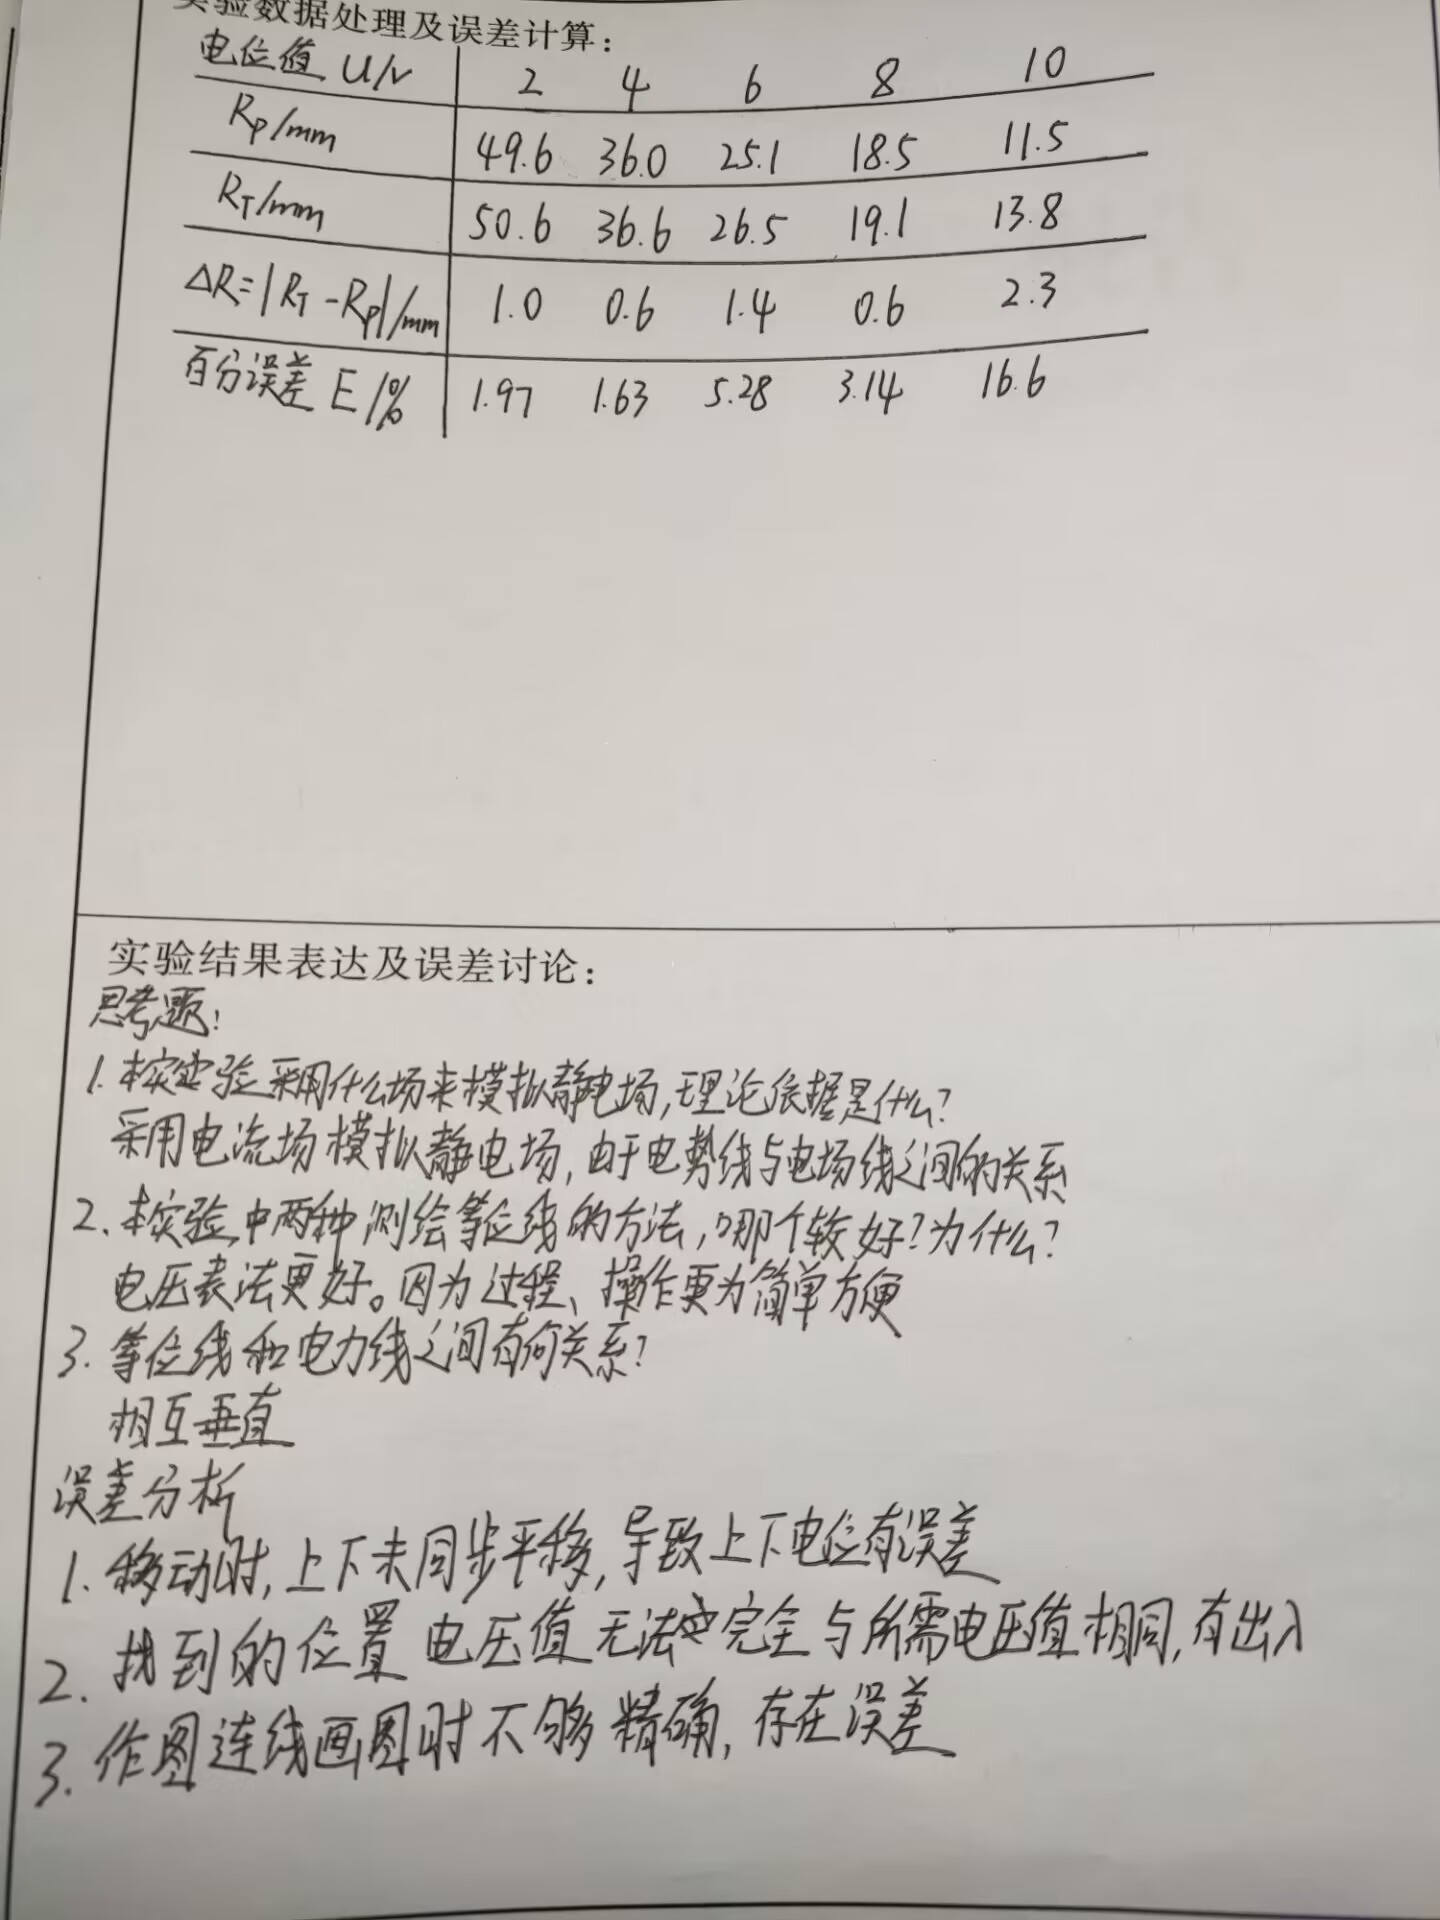 实验数据处理及误差计算：
电位值 U/V 2 4 6 8 10
Rp/mm 49.6 36.0 25.1 18.5 11.5
RT/mm 50.6 36.6 26.5 19.1 13.8
ΔR=|RT-Rp|/mm 1.0 0.6 1.4 0.6 2.3
百分误差 E/% 1.97 1.63 5.28 3.14 16.6
实验结果表达及误差讨论：
思考题：
1. 本实验采用什么场来模拟静电场，理论依据是什么？
采用电流场模拟静电场，由于电势线与电场线之间的关系
2. 本实验中两种测绘等位线的方法，哪个较好？为什么？
电压表法更好。因为过程、操作更为简单方便
3. 等位线和电力线之间有何关系？
相互垂直
误差分析
1. 移动时，上下未同步平移，导致上下电位有误差
2. 找到的位置电压值无法完全与所需电压值相同，有出入
3. 作图连线画图时不够精确，存在误差